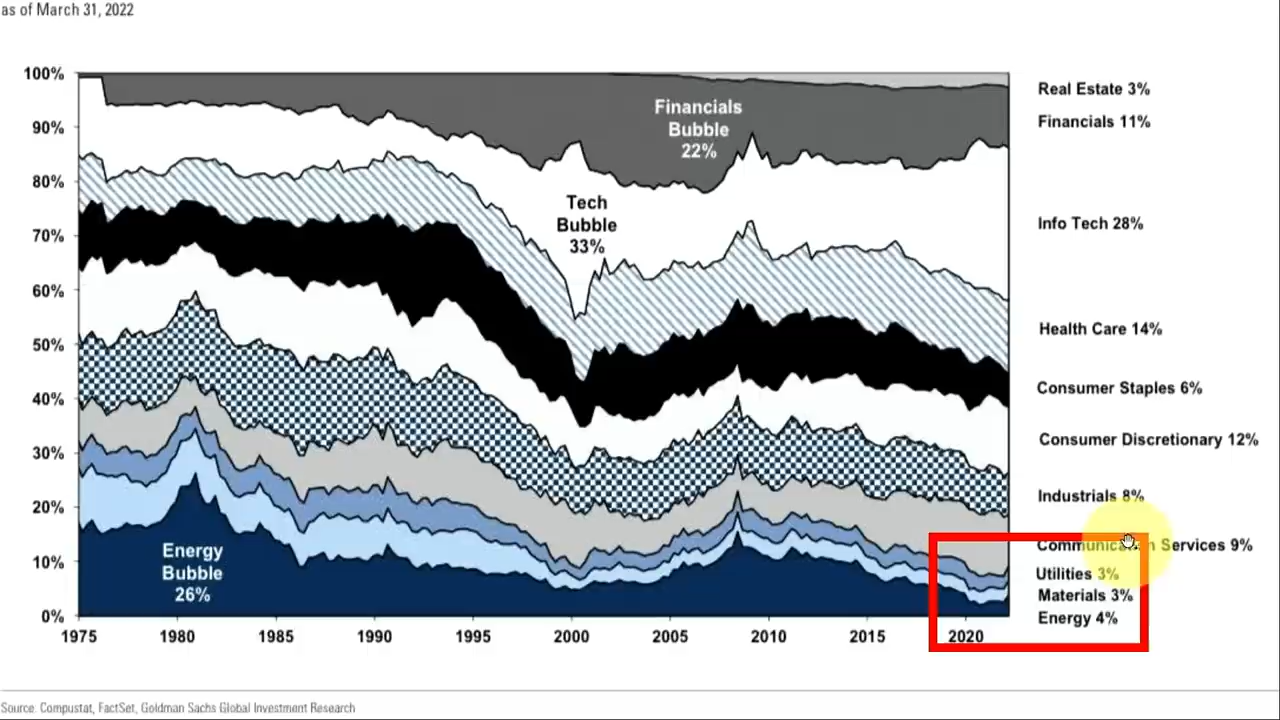 as of March 31, 2022
100%
90%
80%
70%
60%
50%
40%
30%
20%
10%
0%
Financials
Bubble
22%
Tech
Bubble
33%
Energy
Bubble
26%
Real Estate 3%
Financials 11%
Info Tech 28%
Health Care 14%
Consumer Staples 6%
Consumer Discretionary 12%
Industrials 8%
Communication Services 9%
Utilities 3%
Materials 3%
Energy 4%
1975 1980 1985 1990 1995 2000 2005 2010 2015 2020
Source: Compustat, FactSet, Goldman Sachs Global Investment Research